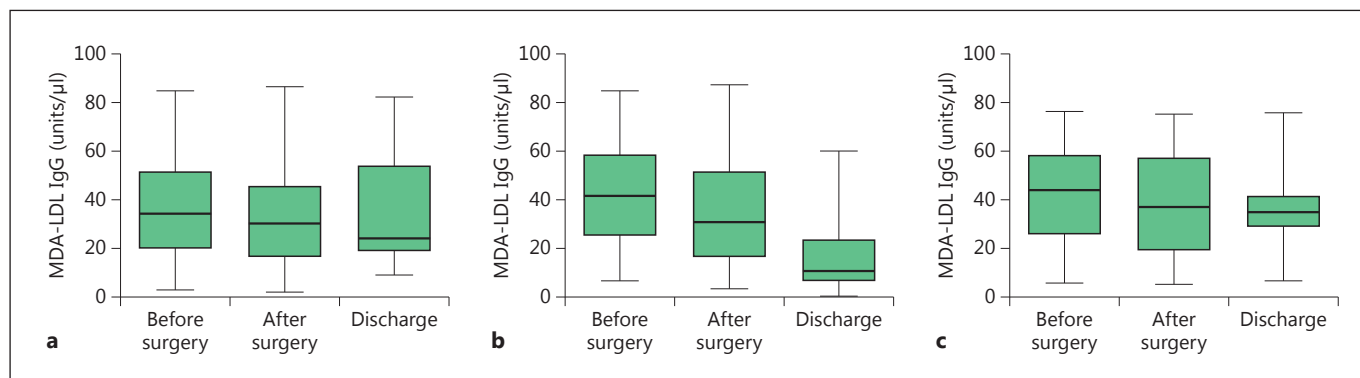 MDA-LDL IgG (units/µl)
100
80
60
40
20
0
Before
surgery
After
surgery
Discharge
a
MDA-LDL IgG (units/µl)
100
80
60
40
20
0
Before
surgery
After
surgery
Discharge
b
MDA-LDL IgG (units/µl)
100
80
60
40
20
0
Before
surgery
After
surgery
Discharge
c